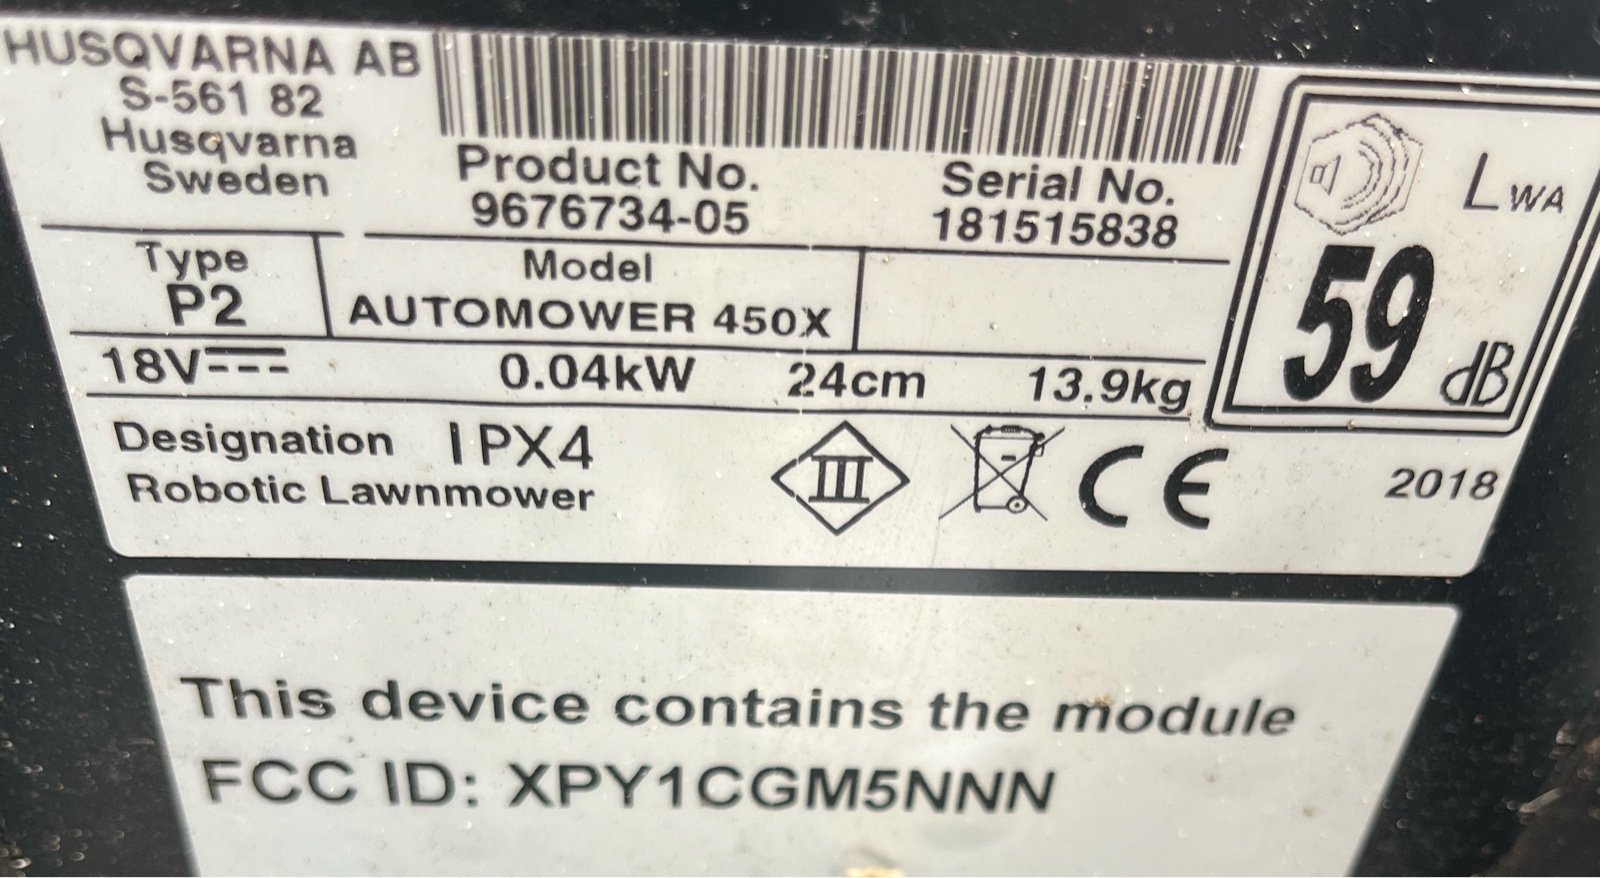 HUSQVARNA AB
S-561 82
Husqvarna
Sweden
Product No.
9676734-05
Serial No.
181515838
Type
P2
Model
AUTOMOWER 450X
18V 0.04kW 24cm 13.9kg
LWA
59 dB
Designation IPX4
Robotic Lawnmower
III
CE
2018
This device contains the module
FCC ID: XPY1CGM5NNN